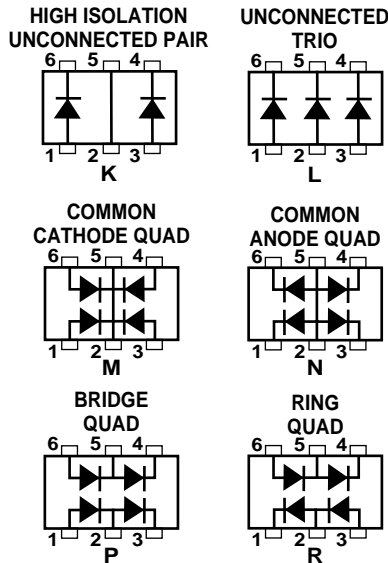 HIGH ISOLATION
UNCONNECTED PAIR
6 5 4
1 2 3
K
UNCONNECTED
TRIO
6 5 4
1 2 3
L
COMMON
CATHODE QUAD
6 5 4
1 2 3
M
COMMON
ANODE QUAD
6 5 4
1 2 3
N
BRIDGE
QUAD
6 5 4
1 2 3
P
RING
QUAD
6 5 4
1 2 3
R